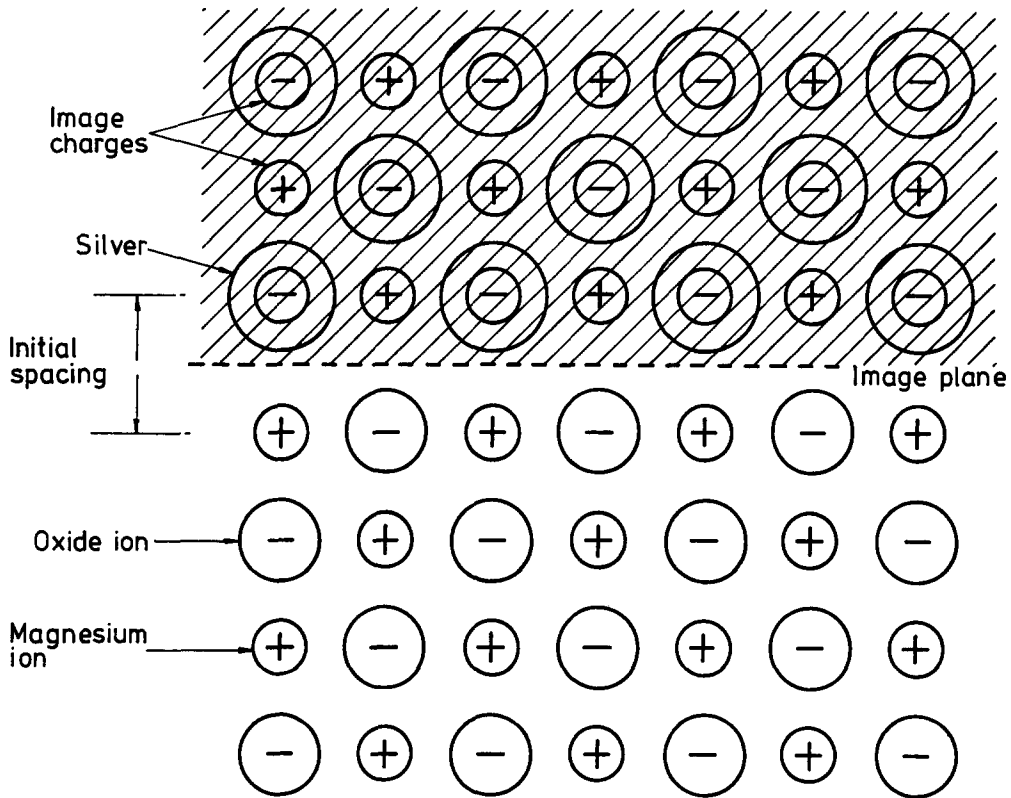 − + − + − + −
Image
charges
+ − + − + − +
Silver
− + − + − + −
Initial
spacing
Image plane
+ − + − + − +
Oxide ion
− + − + − + −
Magnesium
ion
+ − + − + − +
− + − + − + −